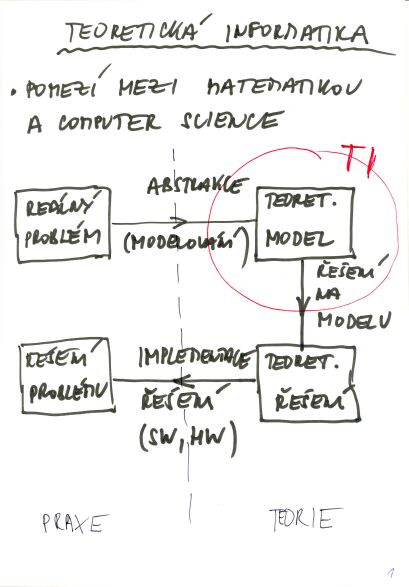 TEORETICKÁ INFORMATIKA
• POMEZÍ MEZI MATEMATIKOU
A COMPUTER SCIENCE
TI
ABSTRAKCE
REÁLNÝ
PROBLÉM
(MODELOVÁNÍ)
TEORET.
MODEL
ŘEŠENÍ
NA
MODELU
ŘEŠENÍ
PROBLÉMU
IMPLEMENTACE
ŘEŠENÍ
(SW, HW)
TEORET.
ŘEŠENÍ
PRAXE
TEORIE
1